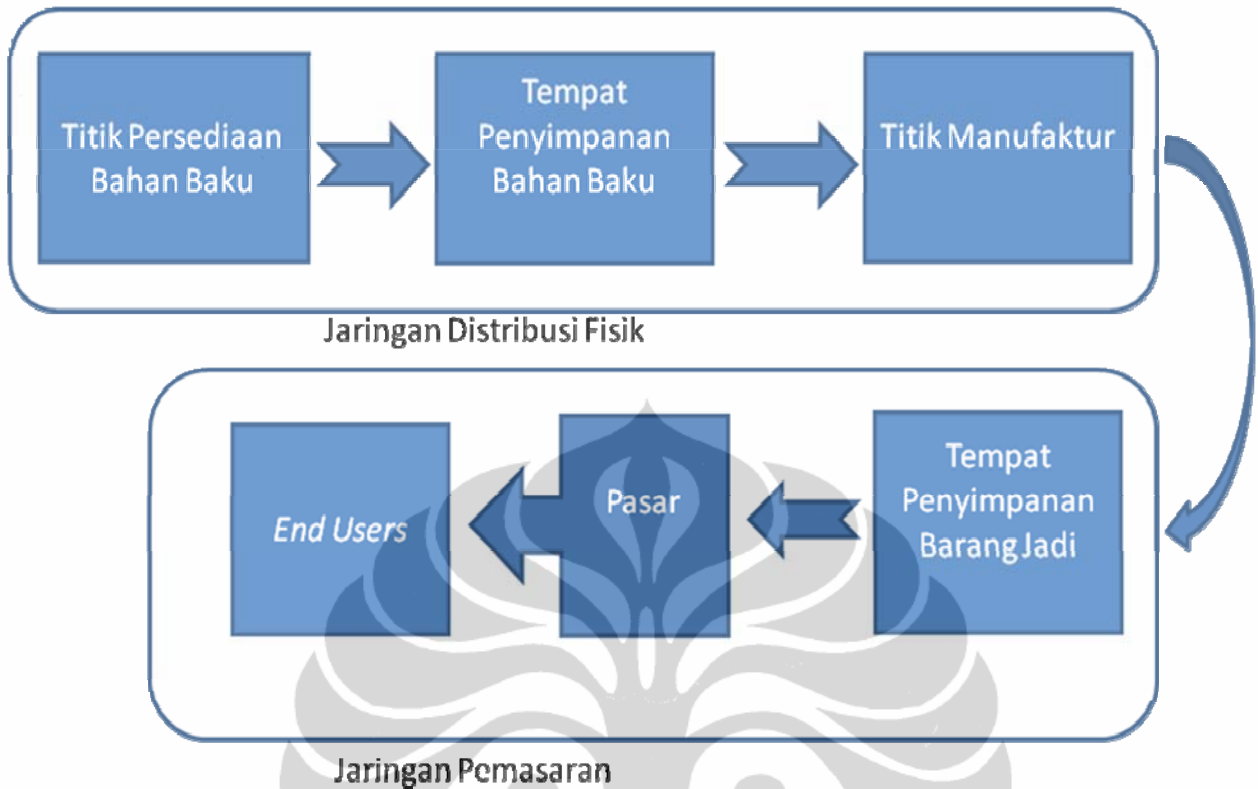 Titik Persediaan
Bahan Baku
Tempat
Penyimpanan
Bahan Baku
Titik Manufaktur
Jaringan Distribusi Fisik
End Users
Pasar
Tempat
Penyimpanan
Barang Jadi
Jaringan Pemasaran